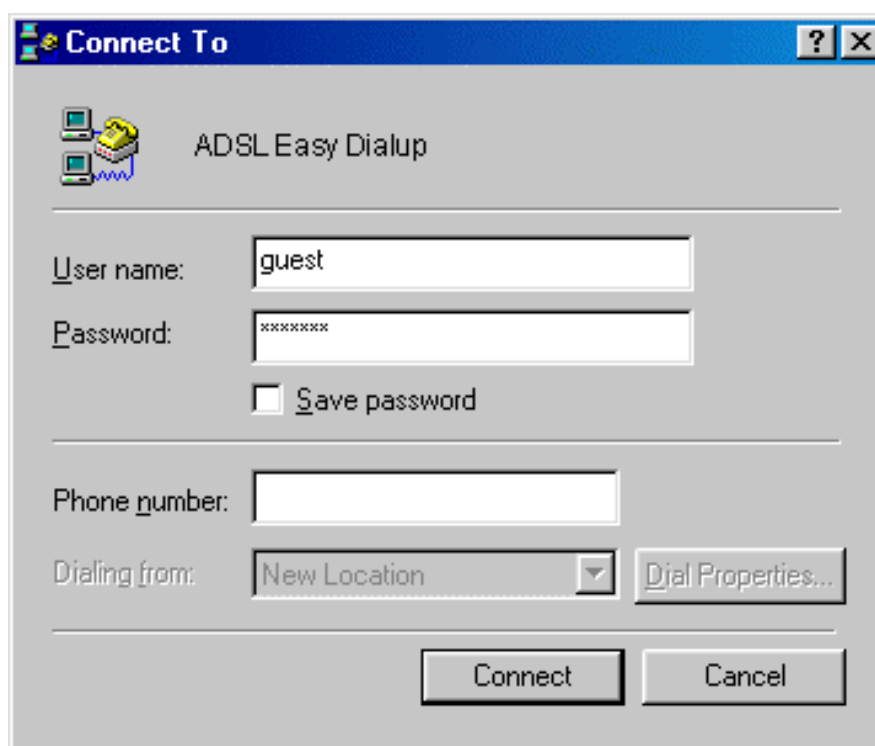 Connect To
ADSL Easy Dialup
User name: guest
Password: *******
Save password
Phone number:
Dialing from: New Location Dial Properties...
Connect Cancel